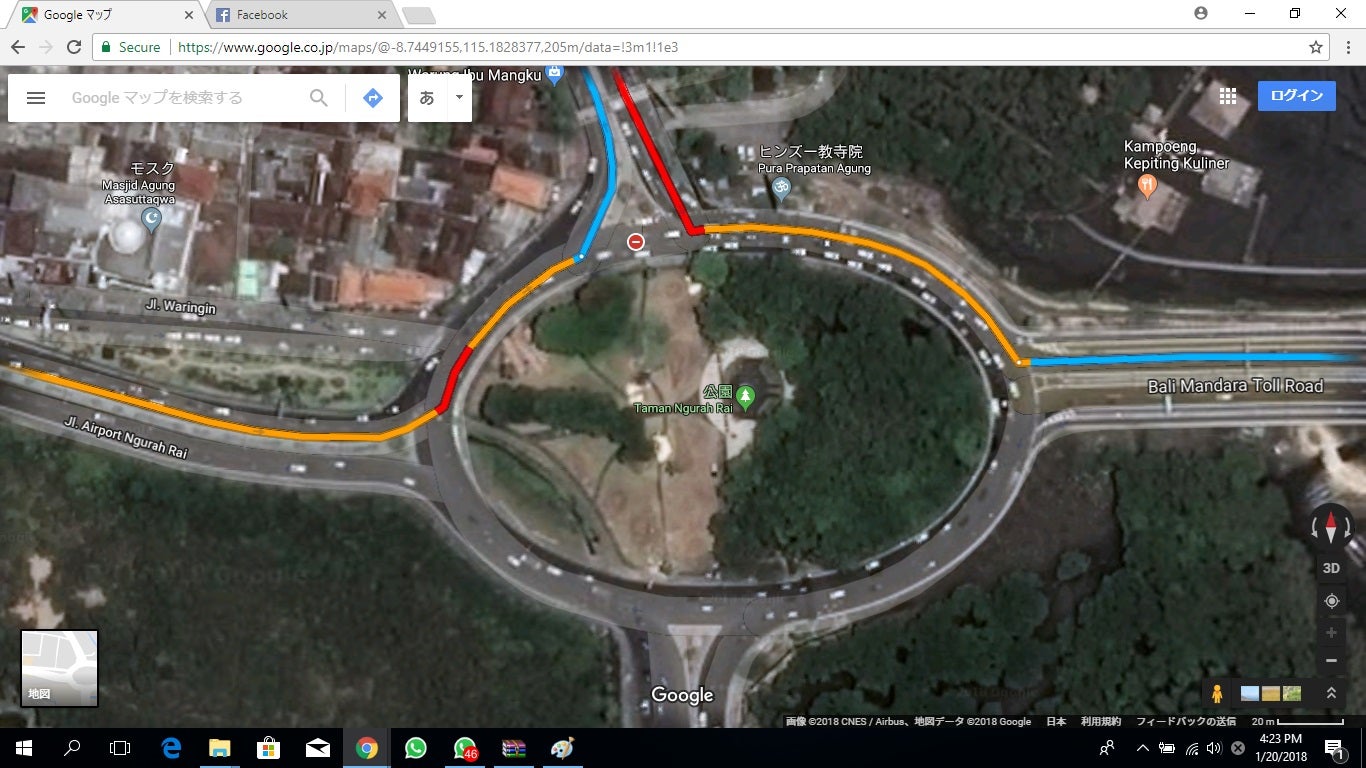 Google マップ
Facebook
Secure
https://www.google.co.jp/maps/@-8.7449155,115.1828377,205m/data=!3m1!1e3
Google マップを検索する
あ
ログイン
Warung Ibu Mangku
モスク
Masjid Agung
Asasuttaqwa
ヒンズー教寺院
Pura Prapatan Agung
Kampoeng
Kepiting Kuliner
Jl. Waringin
公園
Taman Ngurah Rai
Bali Mandara Toll Road
Jl. Airport Ngurah Rai
3D
地図
Google
画像 ©2018 CNES / Airbus、地図データ ©2018 Google
日本
利用規約
フィードバックの送信
20 m
46
4:23 PM
1/20/2018
1